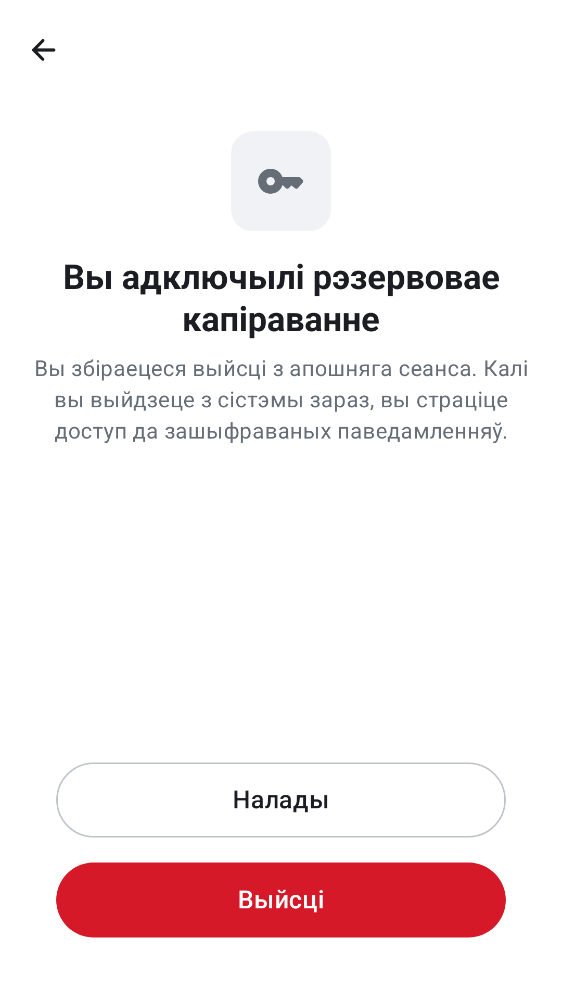 Вы адключылі рэзервовае
капіраванне
Вы збіраецеся выйсці з апошняга сеанса. Калі
вы выйдзеце з сістэмы зараз, вы страціце
доступ да зашыфраваных паведамленняў.
Налады
Выйсці